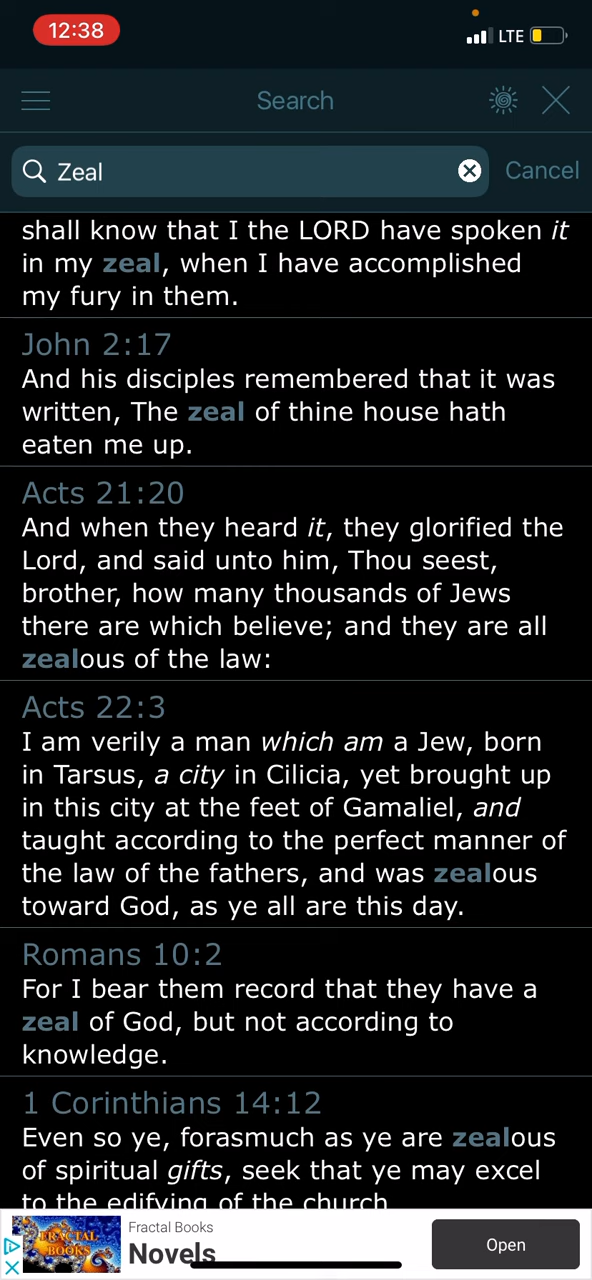 12:38
LTE
Search
Zeal
Cancel
shall know that I the LORD have spoken it
in my zeal, when I have accomplished
my fury in them.
John 2:17
And his disciples remembered that it was
written, The zeal of thine house hath
eaten me up.
Acts 21:20
And when they heard it, they glorified the
Lord, and said unto him, Thou seest,
brother, how many thousands of Jews
there are which believe; and they are all
zealous of the law:
Acts 22:3
I am verily a man which am a Jew, born
in Tarsus, a city in Cilicia, yet brought up
in this city at the feet of Gamaliel, and
taught according to the perfect manner of
the law of the fathers, and was zealous
toward God, as ye all are this day.
Romans 10:2
For I bear them record that they have a
zeal of God, but not according to
knowledge.
1 Corinthians 14:12
Even so ye, forasmuch as ye are zealous
of spiritual gifts, seek that ye may excel
to the edifying of the church
FRACTAL
BOOKS
Fractal Books
Novels
Open